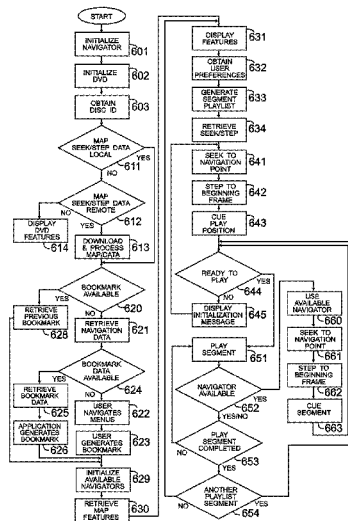 START
INITIALIZE
NAVIGATOR
601
INITIALIZE
DVD
602
OBTAIN
DISC ID
603
MAP
SEEK/STEP DATA
LOCAL
611
YES
NO
MAP
SEEK/STEP DATA
REMOTE
612
NO
YES
DISPLAY
DVD
FEATURES
614
DOWNLOAD
& PROCESS
MAP/DATA
613
BOOKMARK
AVAILABLE
620
YES
NO
RETRIEVE
PREVIOUS
BOOKMARK
628
RETRIEVE
NAVIGATION
DATA
621
BOOKMARK
DATA
AVAILABLE
624
YES
NO
RETRIEVE
BOOKMARK
DATA
625
USER
NAVIGATES
MENUS
622
APPLICATION
GENERATES
BOOKMARK
626
USER
GENERATES
BOOKMARK
623
INITIALIZE
AVAILABLE
NAVIGATORS
629
RETRIEVE
MAP
FEATURES
630
DISPLAY
FEATURES
631
OBTAIN
USER
PREFERENCES
632
GENERATE
SEGMENT
PLAYLIST
633
RETRIEVE
SEEK/STEP
634
SEEK TO
NAVIGATION
POINT
641
STEP TO
BEGINNING
FRAME
642
CUE
PLAY
POSITION
643
READY TO
PLAY
644
YES
NO
DISPLAY
INITIALIZATION
MESSAGE
645
PLAY
SEGMENT
651
NAVIGATOR
AVAILABLE
652
YES
YES/NO
PLAY
SEGMENT
COMPLETED
653
NO
YES
ANOTHER
PLAYLIST
SEGMENT
654
NO
YES
USE
AVAILABLE
NAVIGATOR
660
SEEK TO
NAVIGATION
POINT
661
STEP TO
BEGINNING
FRAME
662
CUE
SEGMENT
663